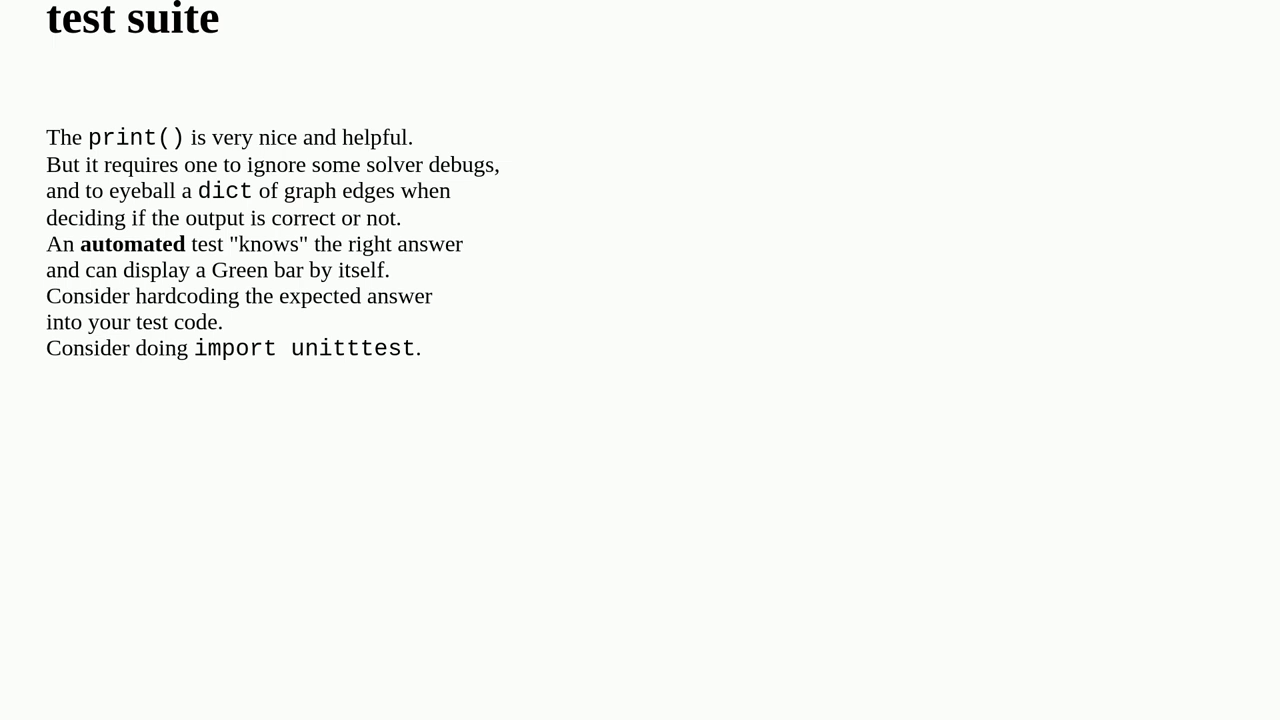 test suite
The print() is very nice and helpful.
But it requires one to ignore some solver debugs,
and to eyeball a dict of graph edges when
deciding if the output is correct or not.
An automated test "knows" the right answer
and can display a Green bar by itself.
Consider hardcoding the expected answer
into your test code.
Consider doing import unitttest.